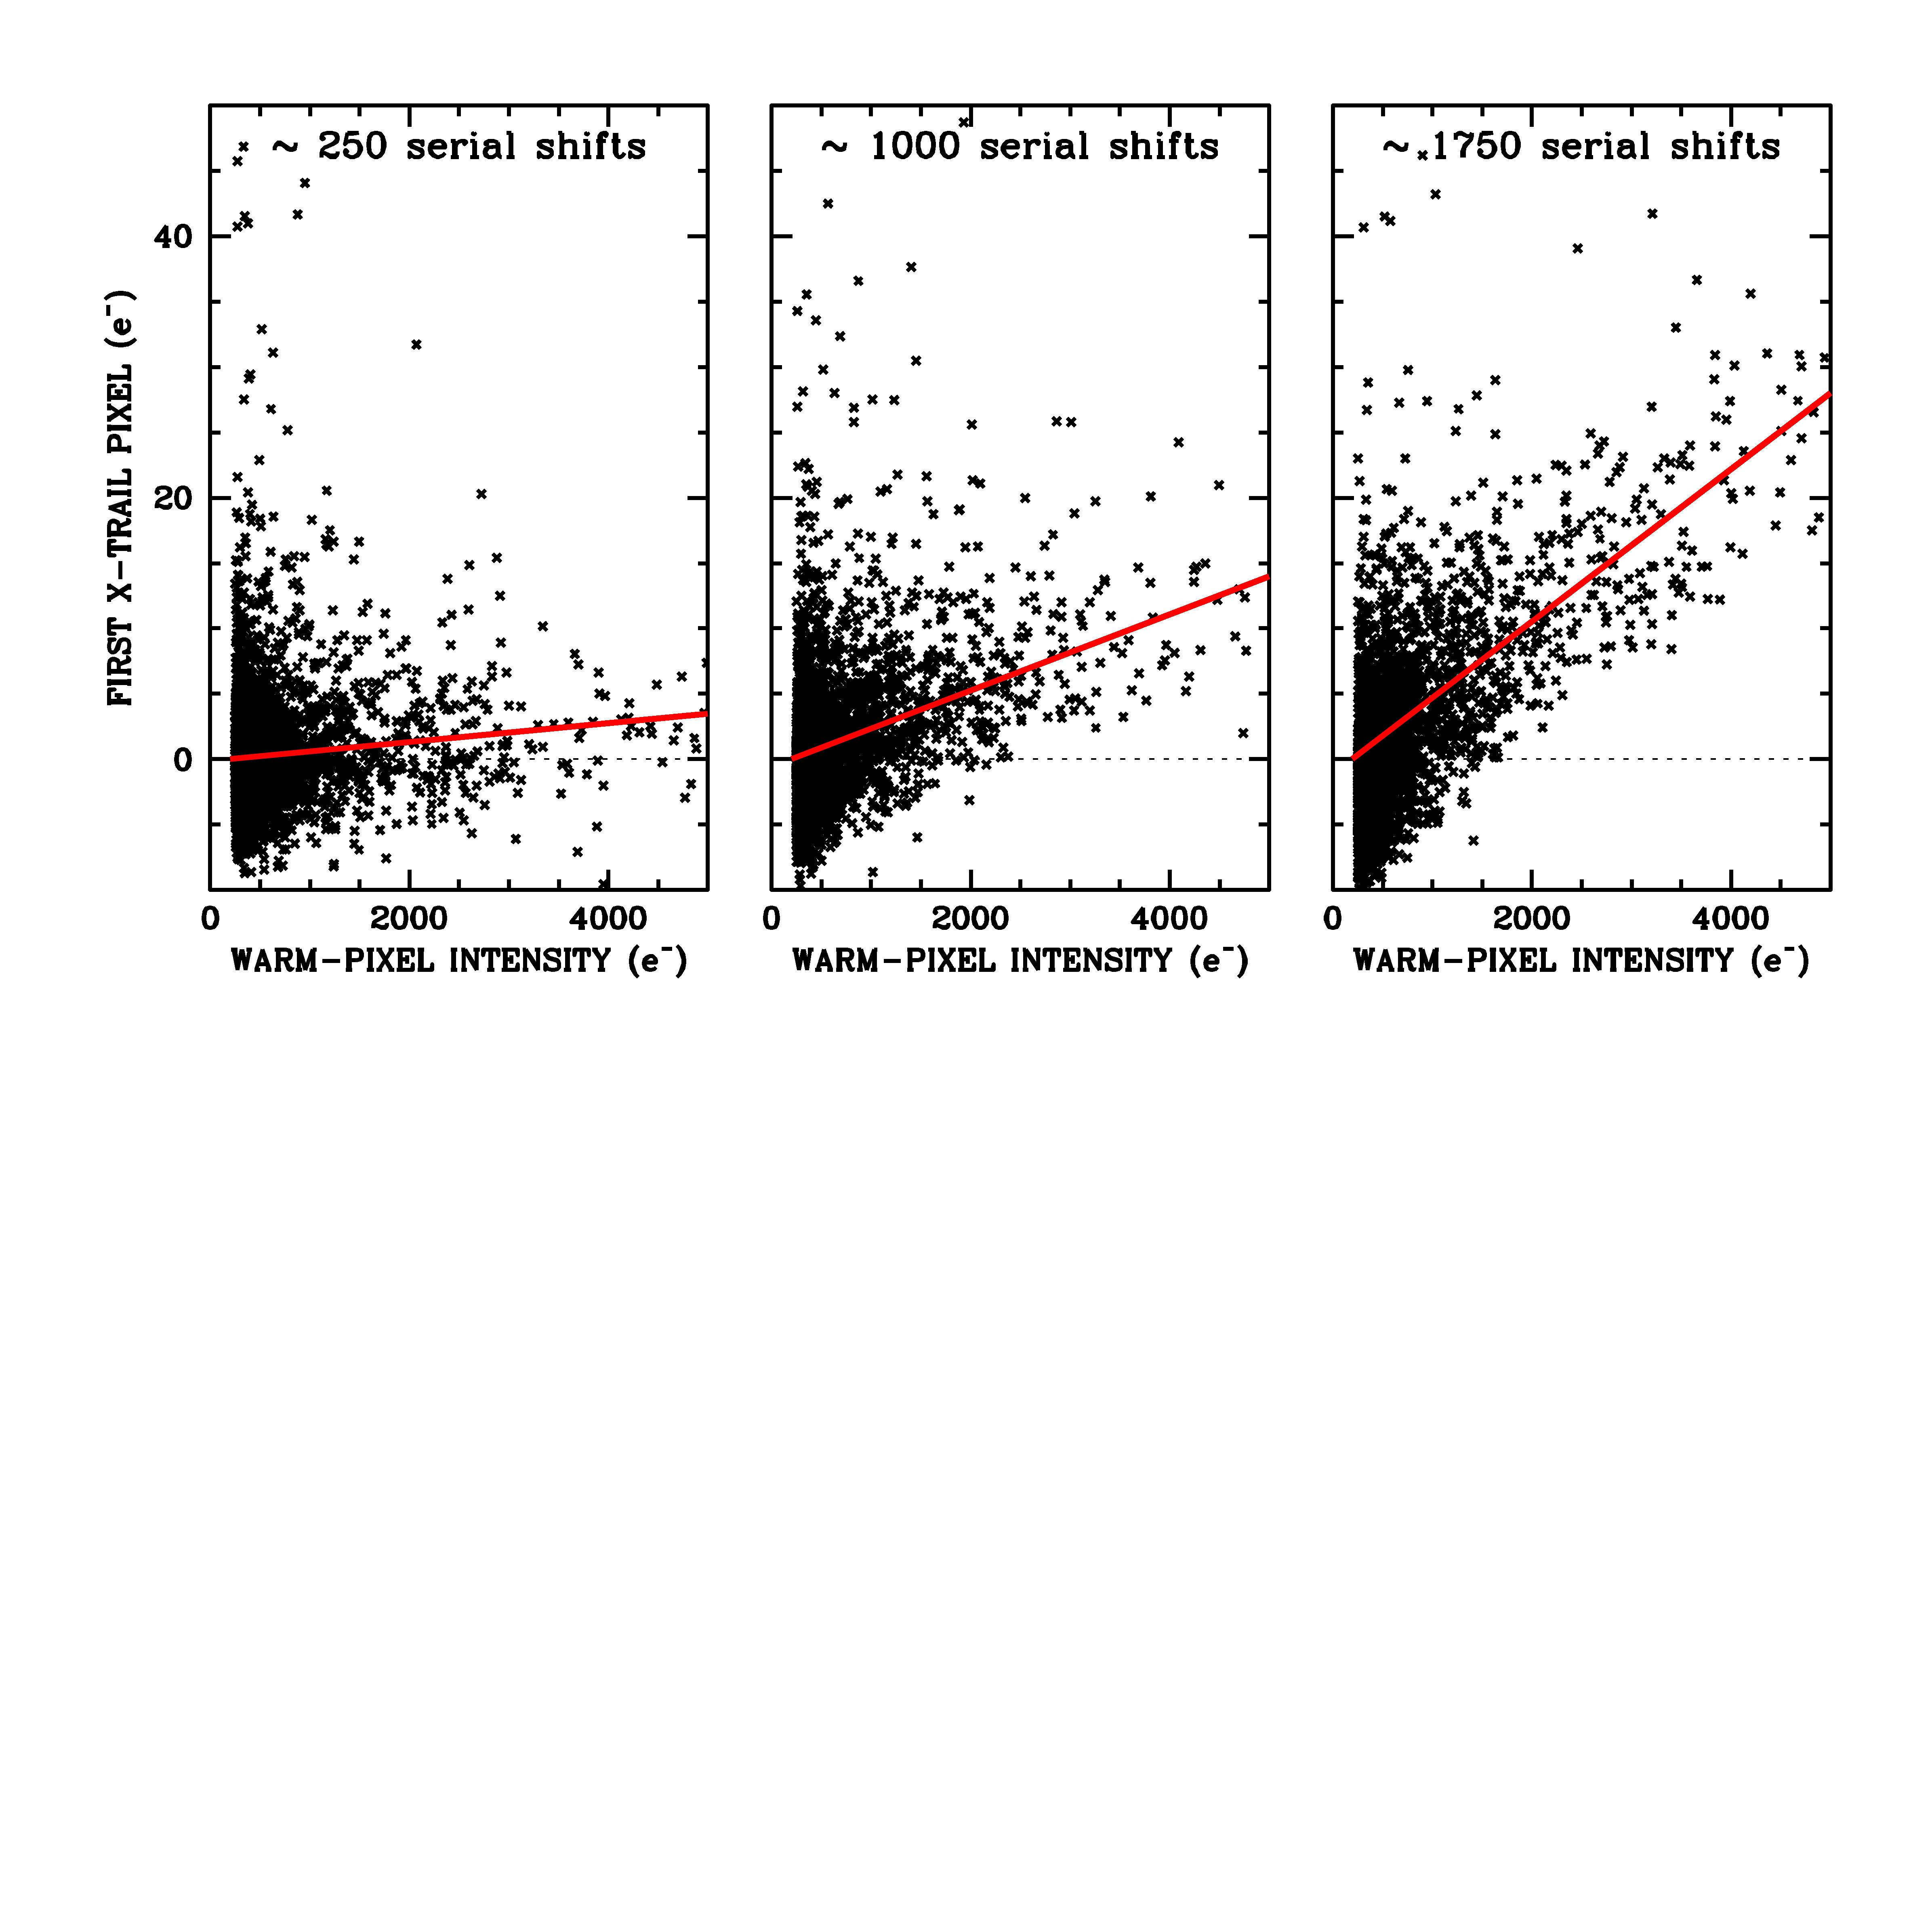 ~ 250 serial shifts
~ 1000 serial shifts
~ 1750 serial shifts
FIRST X-TRAIL PIXEL (e⁻)
40
20
0
0 2000 4000
0 2000 4000
0 2000 4000
WARM-PIXEL INTENSITY (e⁻)
WARM-PIXEL INTENSITY (e⁻)
WARM-PIXEL INTENSITY (e⁻)